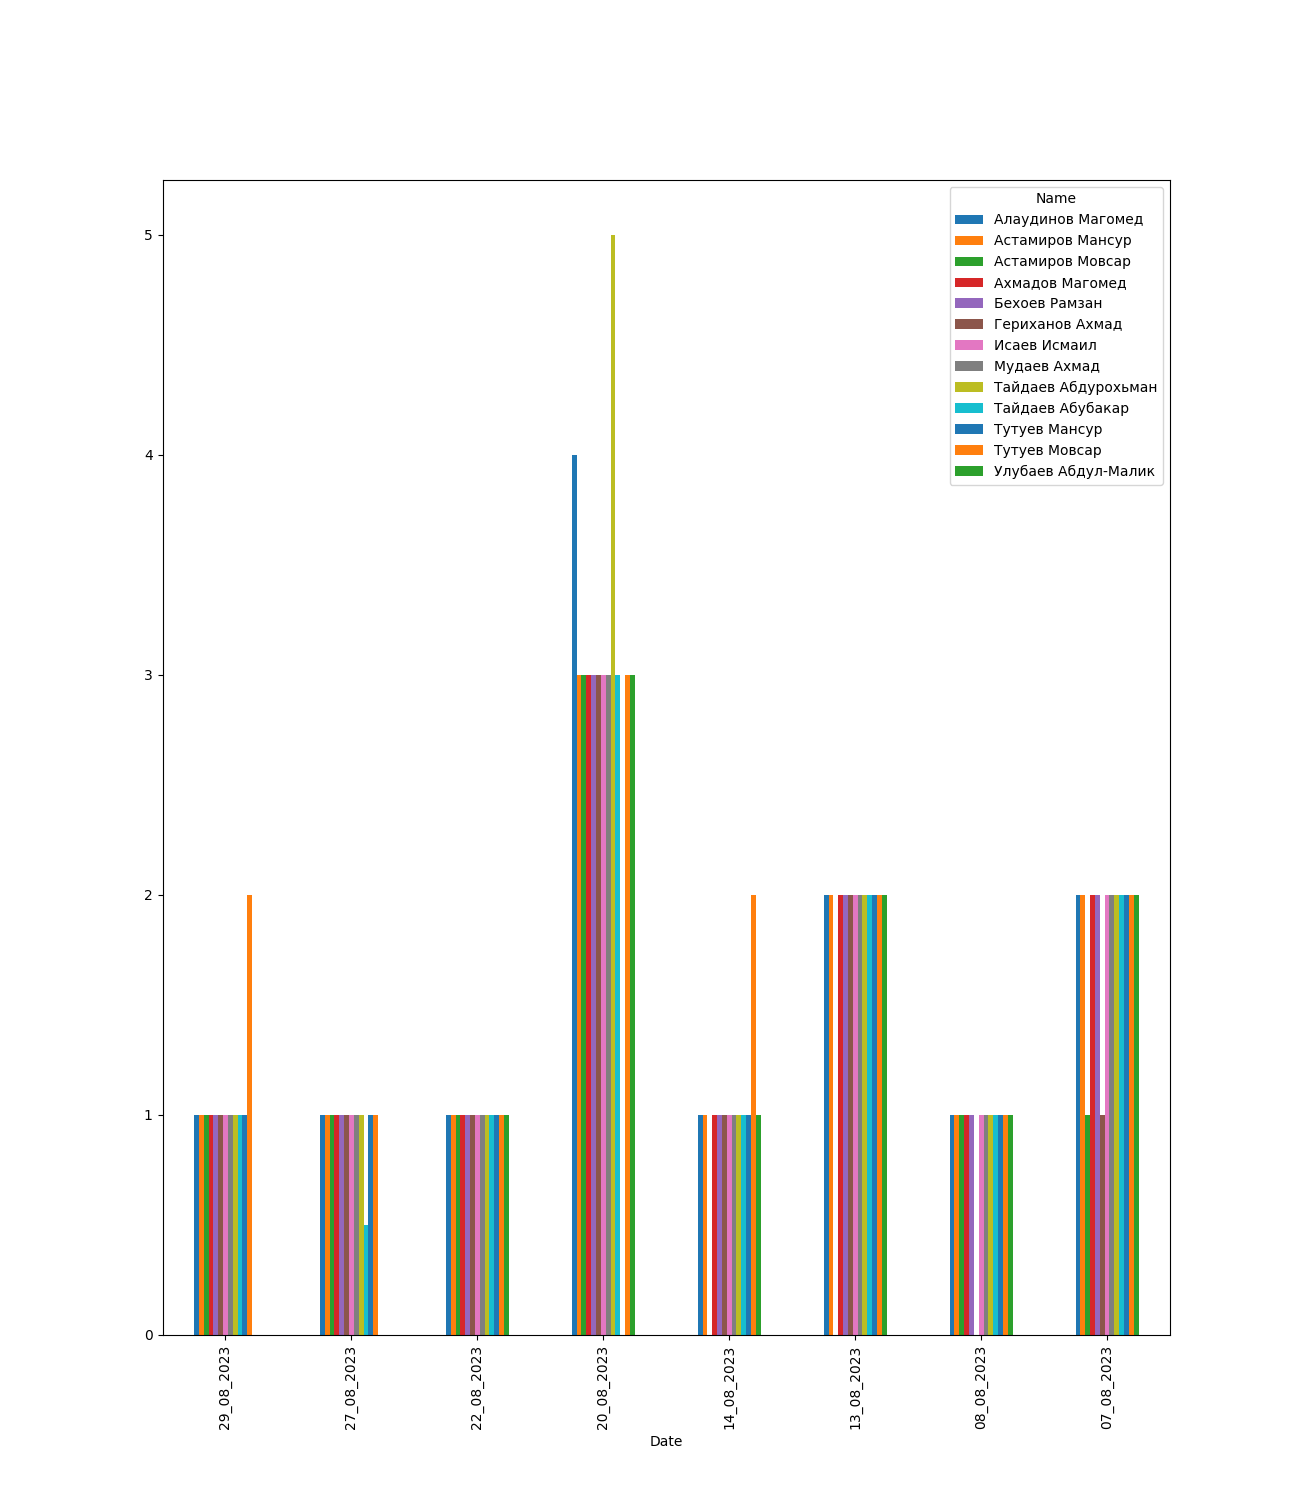 Name
Алаудинов Магомед
Астамиров Мансур
Астамиров Мовсар
Ахмадов Магомед
Бехоев Рамзан
Гериханов Ахмад
Исаев Исмаил
Мудаев Ахмад
Тайдаев Абдурохьман
Тайдаев Абубакар
Тутуев Мансур
Тутуев Мовсар
Улубаев Абдул-Малик
5
4
3
2
1
0
29_08_2023
27_08_2023
22_08_2023
20_08_2023
14_08_2023
13_08_2023
08_08_2023
07_08_2023
Date